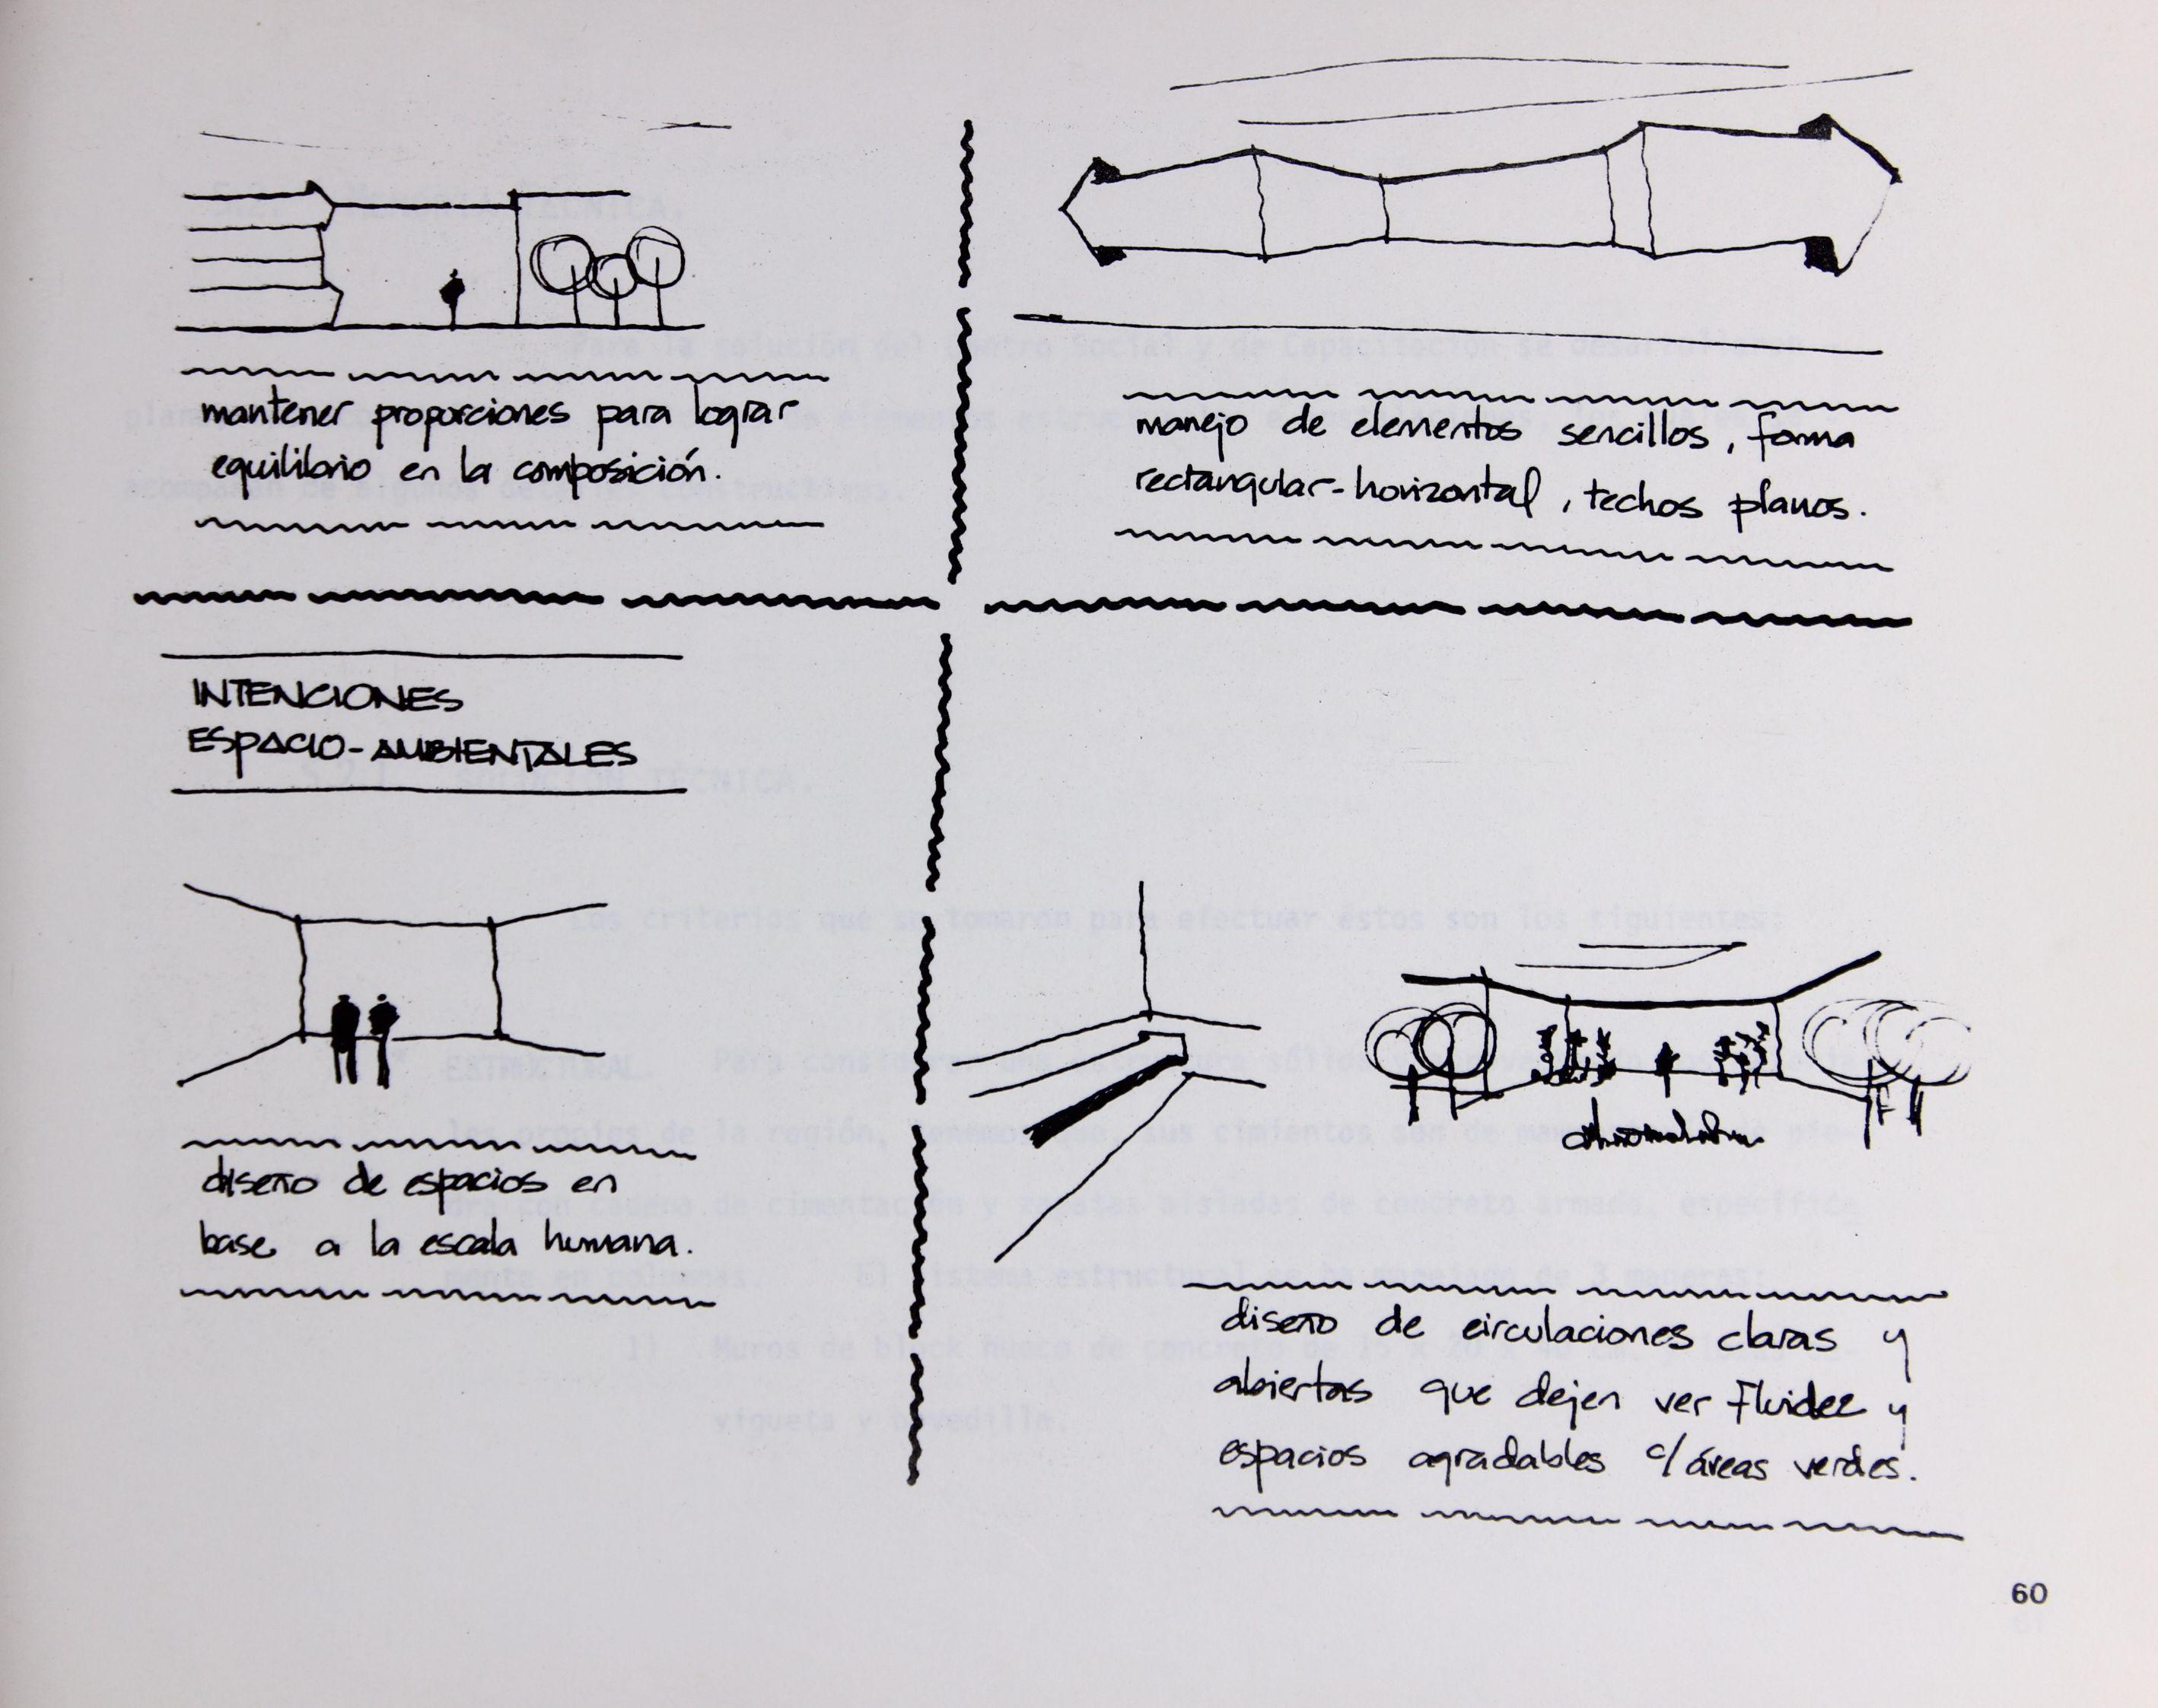 mantener proporciones para lograr
equilibrio en la composición.
manejo de elementos sencillos, forma
rectangular-horizontal, techos planos.
INTENCIONES
ESPACIO-AMBIENTALES
diseño de espacios en
base a la escala humana.
diseño de circulaciones claras y
abiertas que dejen ver fluidez y
espacios agradables c/áreas verdes.
60